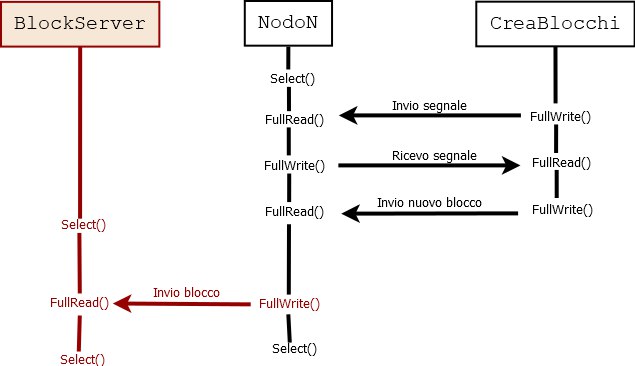 BlockServer
NodoN
CreaBlocchi
Select()
Invio segnale
FullRead()
FullWrite()
Ricevo segnale
FullWrite()
FullRead()
Invio nuovo blocco
FullRead()
FullWrite()
Select()
Invio blocco
FullRead()
FullWrite()
Select()
Select()